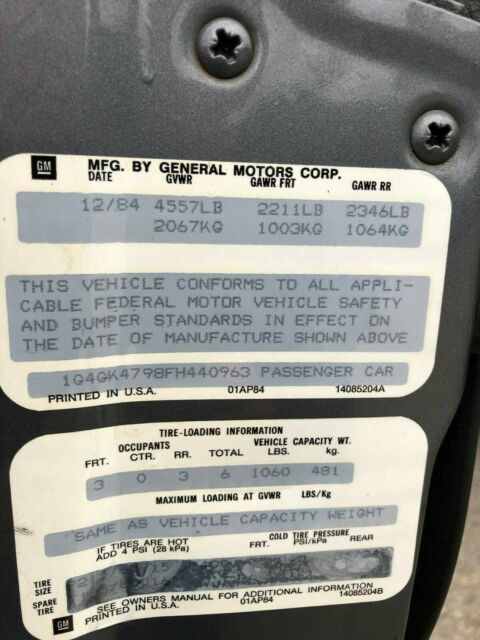 GM MFG. BY GENERAL MOTORS CORP.
DATE GVWR GAWR FRT GAWR RR
12/84 4557LB 2211LB 2346LB
2067KG 1003KG 1064KG
THIS VEHICLE CONFORMS TO ALL APPLI-
CABLE FEDERAL MOTOR VEHICLE SAFETY
AND BUMPER STANDARDS IN EFFECT ON
THE DATE OF MANUFACTURE SHOWN ABOVE
1G4GK4798FH440963 PASSENGER CAR
PRINTED IN U.S.A. 01AP84 14085204A
TIRE-LOADING INFORMATION
OCCUPANTS VEHICLE CAPACITY WT.
FRT. CTR. RR. TOTAL LBS. kg.
3 0 3 6 1060 481
MAXIMUM LOADING AT GVWR LBS/Kg
SAME AS VEHICLE CAPACITY WEIGHT
IF TIRES ARE HOT COLD TIRE PRESSURE
ADD 4 PSI (28 kPa) FRT. PSI/kPa REAR
TIRE
SIZE
SPARE
TIRE
SEE OWNERS MANUAL FOR ADDITIONAL INFORMATION
GM PRINTED IN U.S.A. 01AP84 14085204B